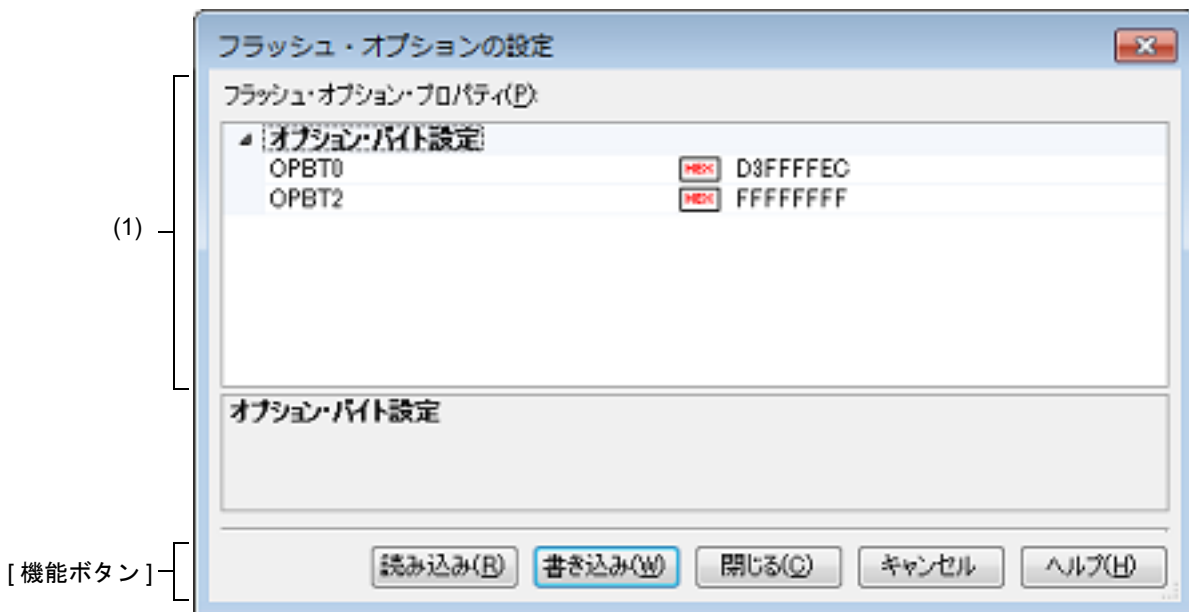 フラッシュ・オプションの設定
フラッシュ・オプション・プロパティ(P):
オプション・バイト設定
OPBT0 HEX D3FFFFEC
OPBT2 HEX FFFFFFFF
(1)
オプション・バイト設定
[ 機能ボタン ]
読み込み(R) 書き込み(W) 閉じる(C) キャンセル ヘルプ(H)